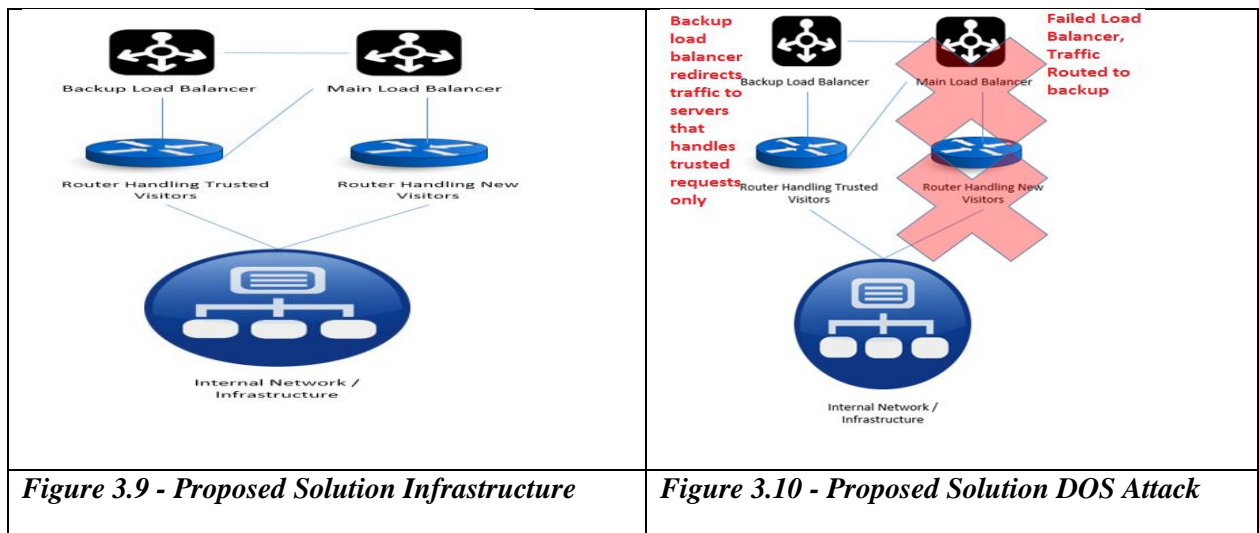 Backup Load Balancer
Main Load Balancer
Router Handling Trusted
Visitors
Router Handling New
Visitors
Internal Network /
Infrastructure
Figure 3.9 - Proposed Solution Infrastructure
Backup
load
balancer
redirects
traffic to
servers
that
handles
trusted
requests
only
Failed Load
Balancer,
Traffic
Routed to
backup
Backup Load Balancer
Main Load Balancer
Router Handling Trusted
Visitors
Router Handling New
Visitors
Internal Network /
Infrastructure
Figure 3.10 - Proposed Solution DOS Attack